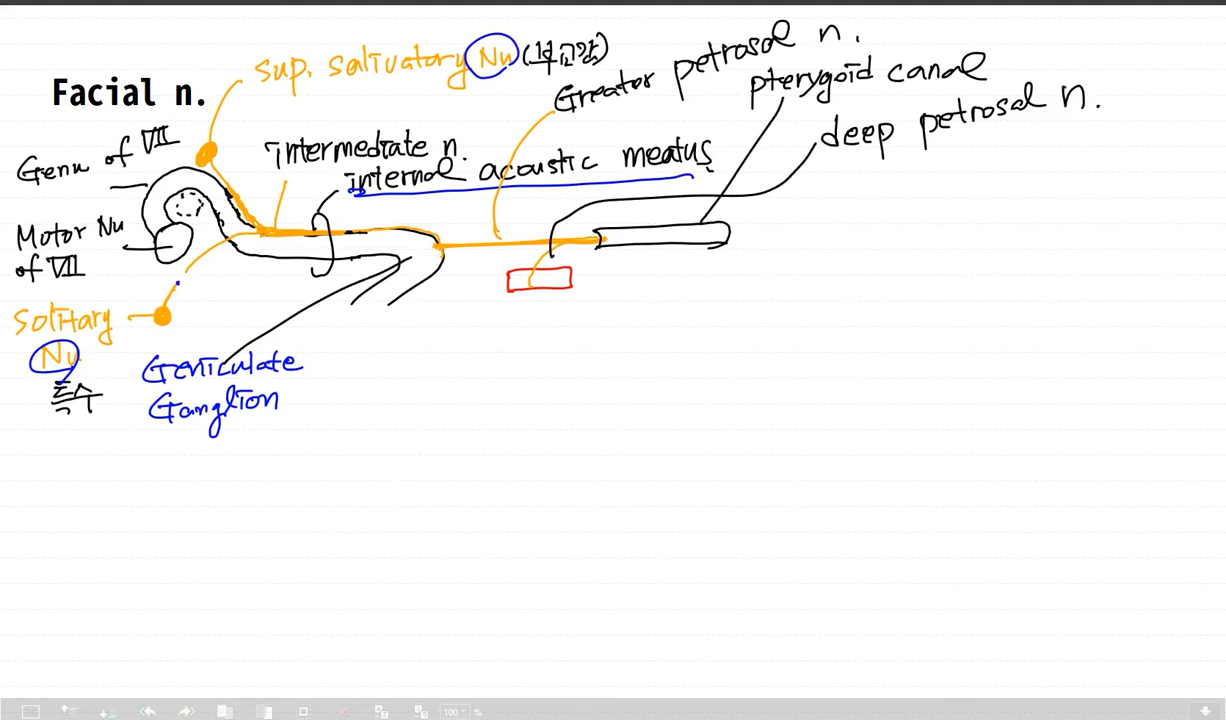 Facial n.
sup. salivatory Nu (부교감)
Greater petrosal n.
pterygoid canal
deep petrosal n.
Genu of VII
intermediate n.
internal acoustic meatus
Motor Nu
of VII
Solitary
Nu
특수
Geniculate
Ganglion
100 %